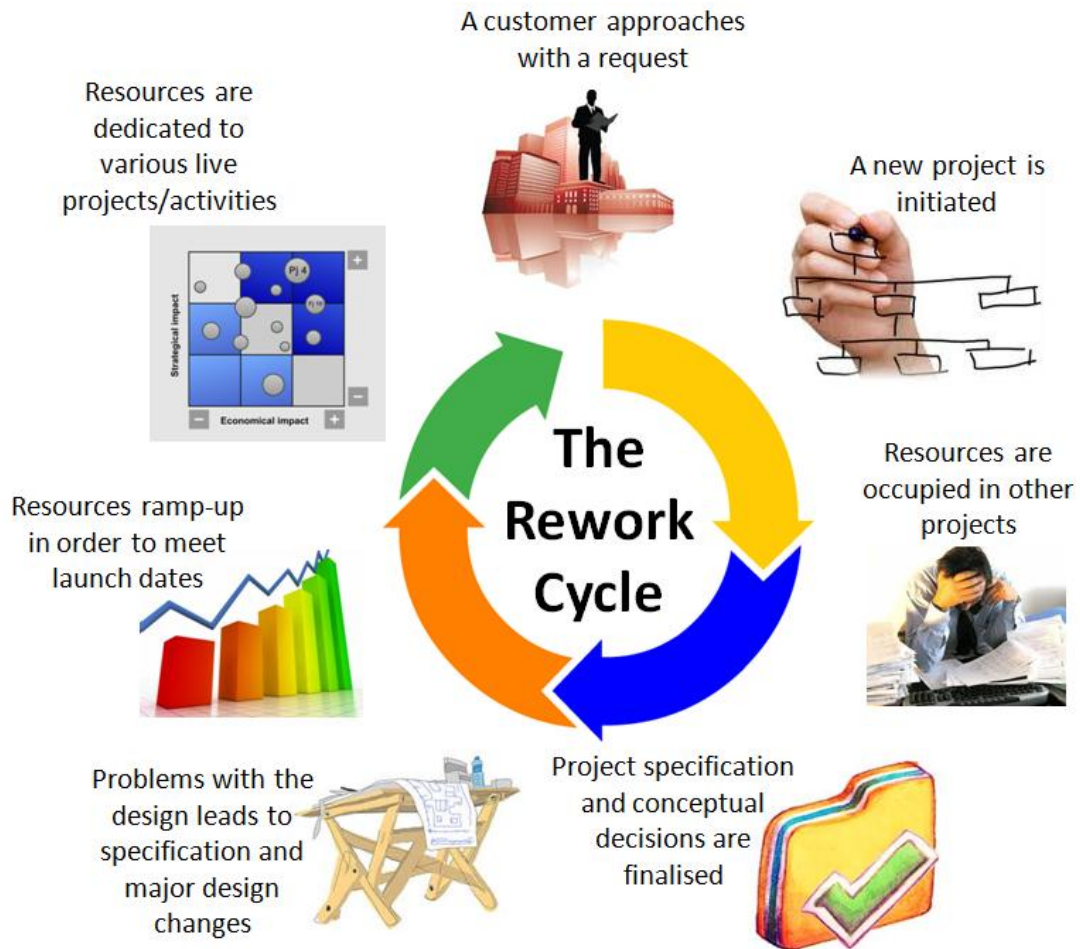 A customer approaches
with a request
A new project is
initiated
Resources are
occupied in other
projects
Project specification
and conceptual
decisions are
finalised
Problems with the
design leads to
specification and
major design
changes
Resources ramp-up
in order to meet
launch dates
Resources are
dedicated to
various live
projects/activities
Pj 4
Strategical impact
+
−
−
Economical impact
+
The
Rework
Cycle